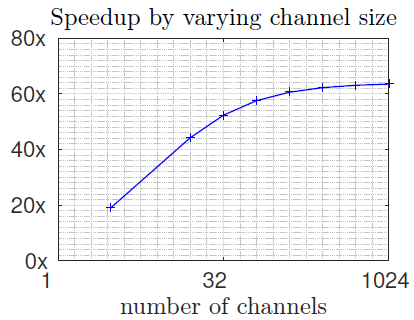 Speedup by varying channel size
80x
60x
40x
20x
0x
1 32 1024
number of channels